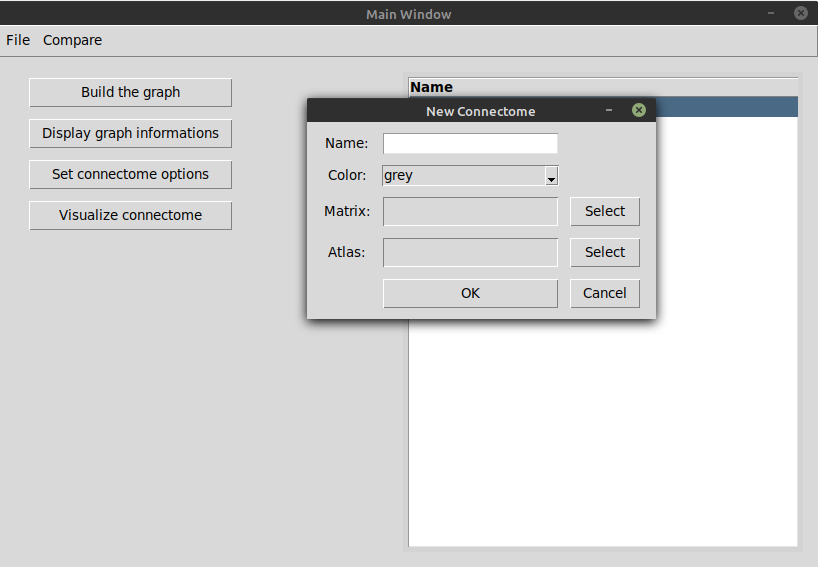 Main Window
File Compare
Build the graph
Display graph informations
Set connectome options
Visualize connectome
Name
New Connectome
Name:
Color: grey
Matrix: Select
Atlas: Select
OK Cancel